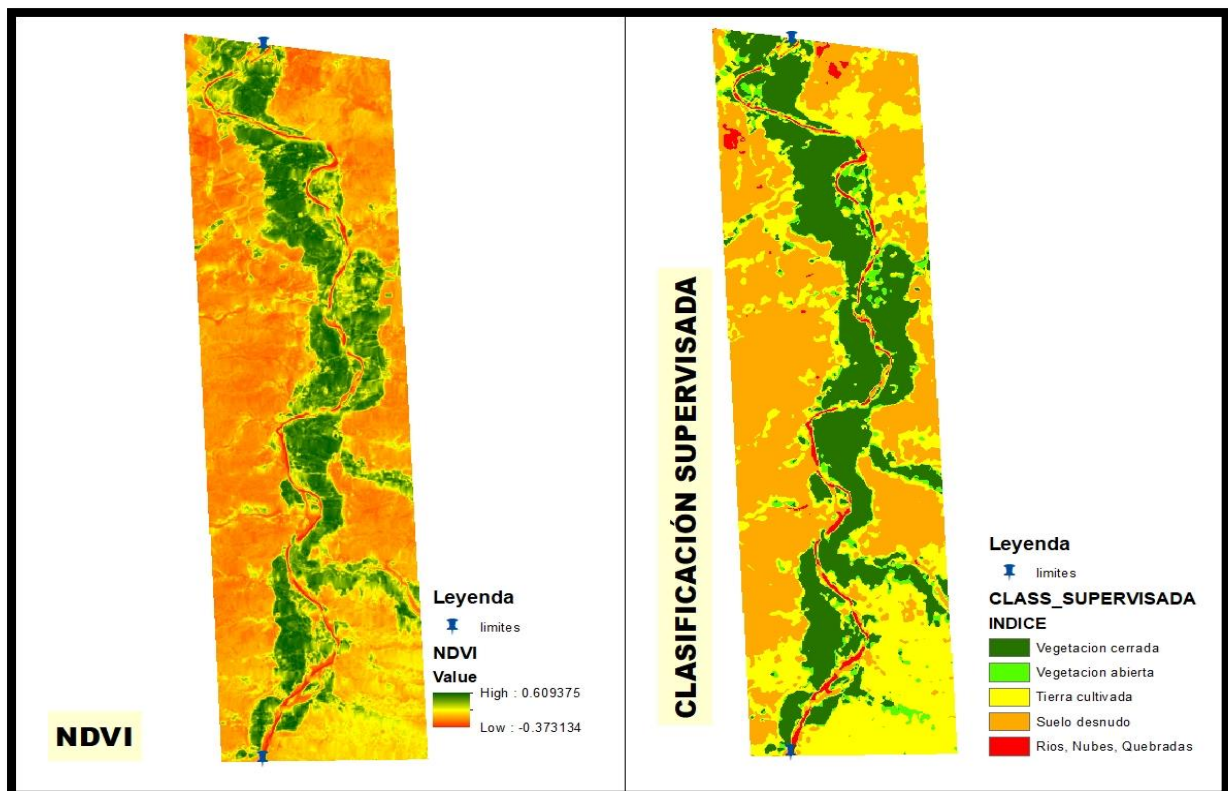 Leyenda
limites
NDVI
Value
High : 0.609375
Low : -0.373134
NDVI
CLASIFICACIÓN SUPERVISADA
Leyenda
limites
CLASS_SUPERVISADA
INDICE
Vegetacion cerrada
Vegetacion abierta
Tierra cultivada
Suelo desnudo
Rios, Nubes, Quebradas